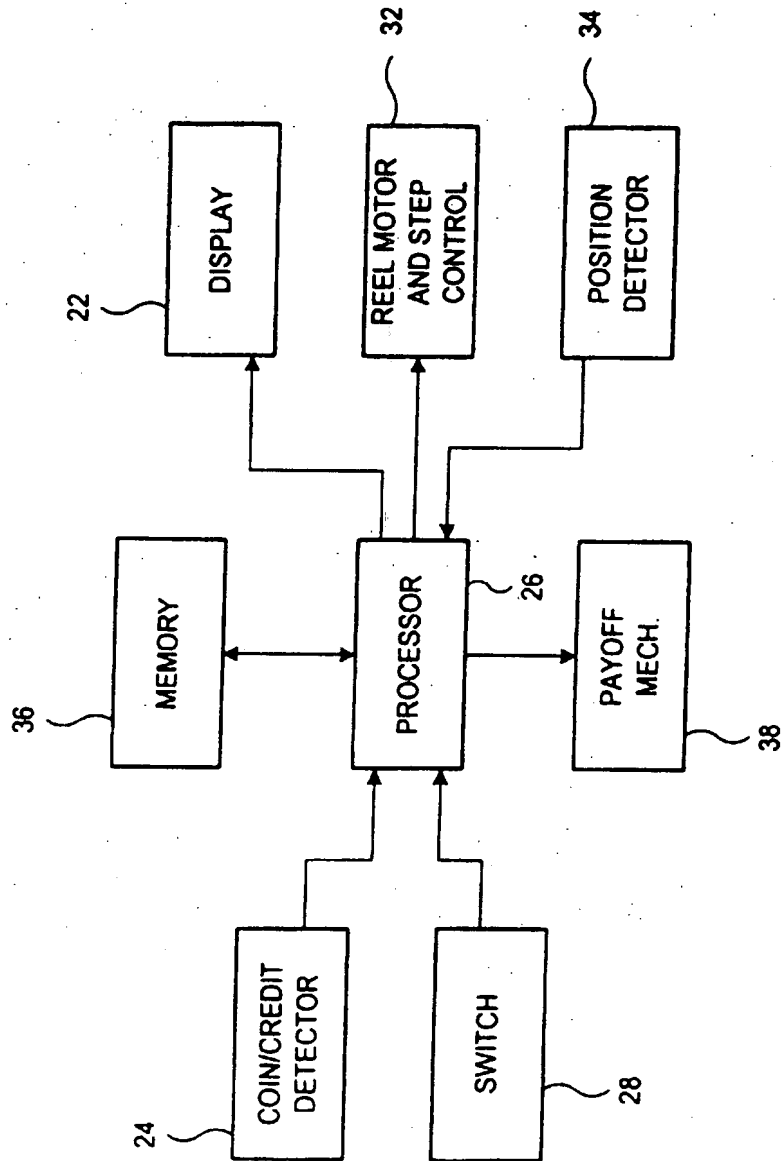 36
MEMORY
22
DISPLAY
24
COIN/CREDIT
DETECTOR
PROCESSOR
26
REEL MOTOR
AND STEP
CONTROL
32
SWITCH
28
PAYOFF
MECH.
38
POSITION
DETECTOR
34